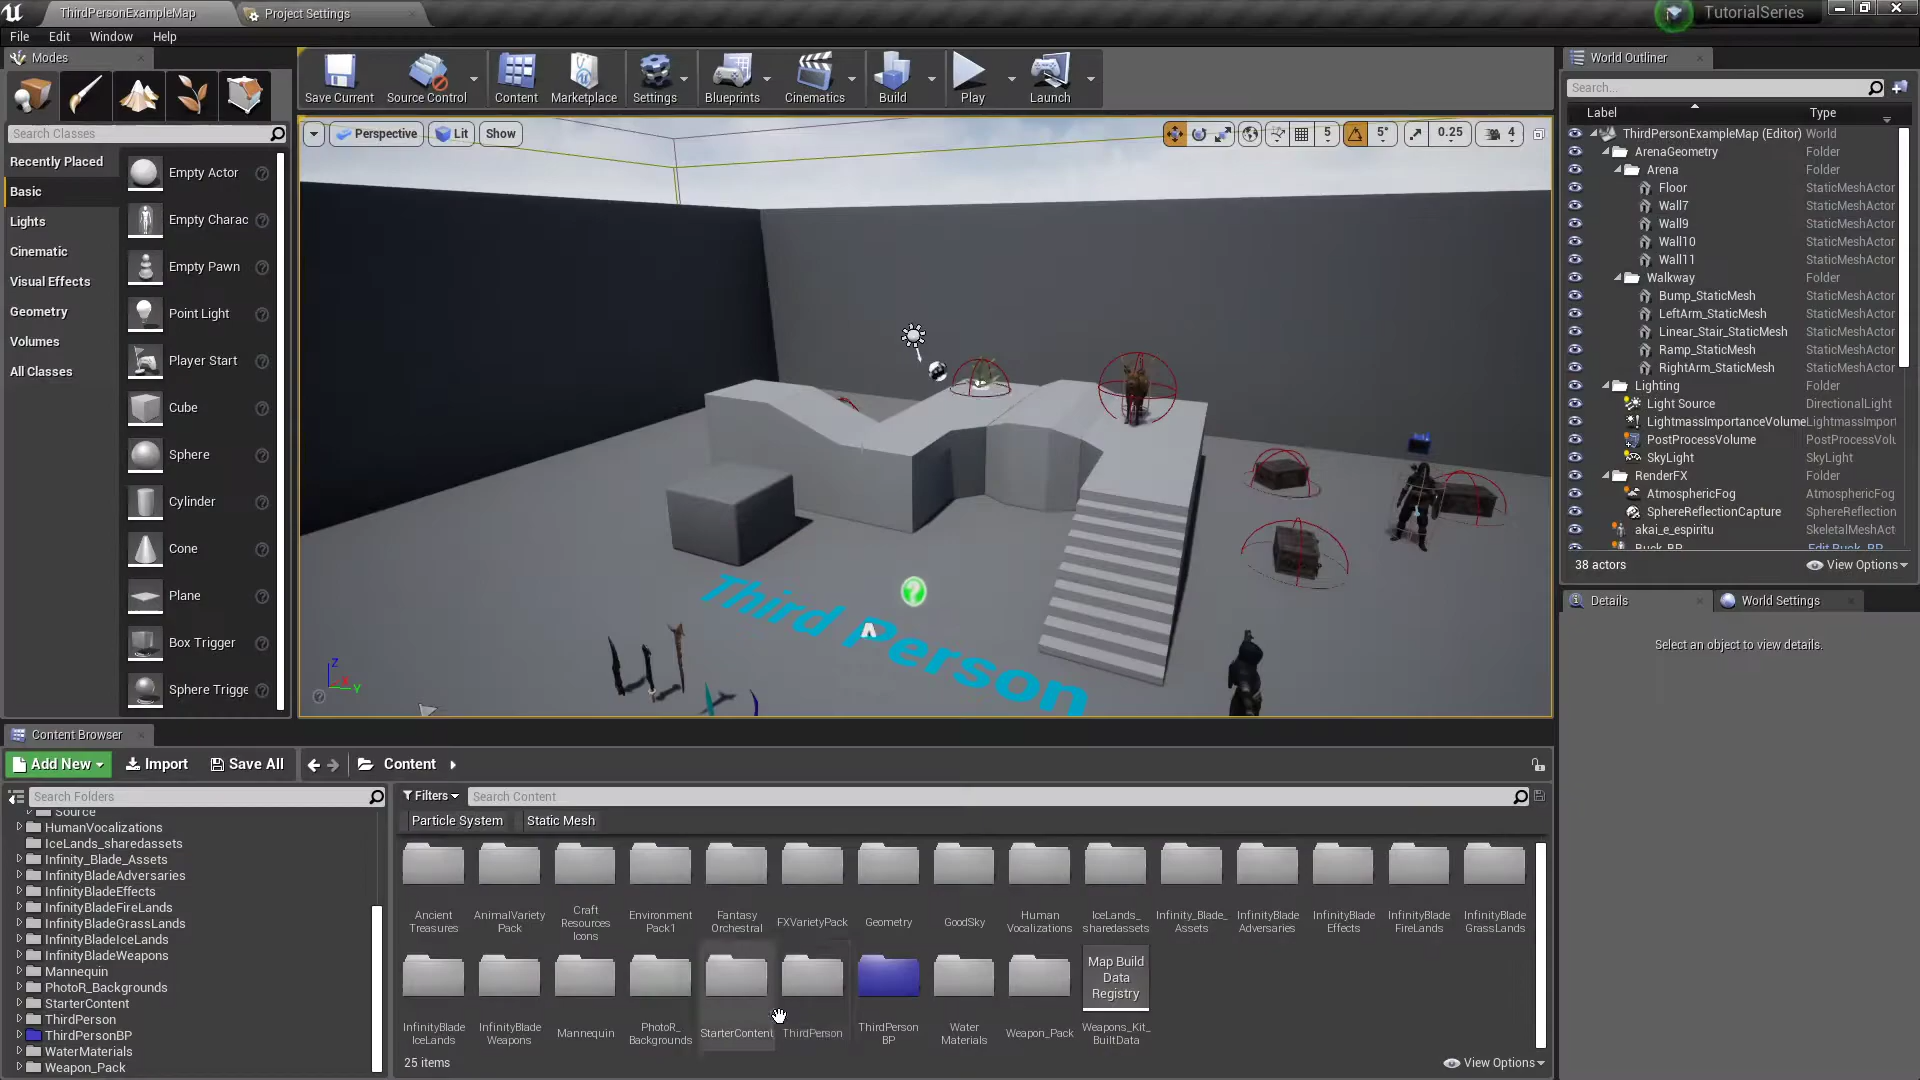 ThirdPersonExampleMap
Project Settings
TutorialSeries
File Edit Window Help
Modes
Search Classes
Recently Placed
Basic
Lights
Cinematic
Visual Effects
Geometry
Volumes
All Classes
Empty Actor
Empty Charac
Empty Pawn
Point Light
Player Start
Cube
Sphere
Cylinder
Cone
Plane
Box Trigger
Sphere Trigge
Save Current
Source Control
Content
Marketplace
Settings
Blueprints
Cinematics
Build
Play
Launch
Perspective
Lit
Show
5
5°
0.25
4
Third Person
Z
Y
World Outliner
Search...
Label Type
ThirdPersonExampleMap (Editor) World
ArenaGeometry Folder
Arena Folder
Floor StaticMeshActor
Wall7 StaticMeshActor
Wall9 StaticMeshActor
Wall10 StaticMeshActor
Wall11 StaticMeshActor
Walkway Folder
Bump_StaticMesh StaticMeshActor
LeftArm_StaticMesh StaticMeshActor
Linear_Stair_StaticMesh StaticMeshActor
Ramp_StaticMesh StaticMeshActor
RightArm_StaticMesh StaticMeshActor
Lighting Folder
Light Source DirectionalLight
LightmassImportanceVolume LightmassImport
PostProcessVolume PostProcessVolu
SkyLight SkyLight
RenderFX Folder
AtmosphericFog AtmosphericFog
SphereReflectionCapture SphereReflection
akai_e_espiritu SkeletalMeshAct
Buck_BP Edit Buck_BP
38 actors
View Options
Details
World Settings
Select an object to view details.
Content Browser
Add New
Import
Save All
Content
Search Folders
Source
HumanVocalizations
IceLands_sharedassets
Infinity_Blade_Assets
InfinityBladeAdversaries
InfinityBladeEffects
InfinityBladeFireLands
InfinityBladeGrassLands
InfinityBladeIceLands
InfinityBladeWeapons
Mannequin
PhotoR_Backgrounds
StarterContent
ThirdPerson
ThirdPersonBP
WaterMaterials
Weapon_Pack
Filters
Search Content
Particle System
Static Mesh
Ancient
Treasures
AnimalVariety
Pack
Craft
Resources
Icons
Environment
Pack1
Fantasy
Orchestral
FXVarietyPack
Geometry
GoodSky
Human
Vocalizations
IceLands_
sharedassets
Infinity_Blade_
Assets
InfinityBlade
Adversaries
InfinityBlade
Effects
InfinityBlade
FireLands
InfinityBlade
GrassLands
InfinityBlade
IceLands
InfinityBlade
Weapons
Mannequin
PhotoR_
Backgrounds
StarterContent
ThirdPerson
ThirdPerson
BP
Water
Materials
Weapon_Pack
Map Build
Data
Registry
Weapons_Kit_
BuiltData
25 items
View Options